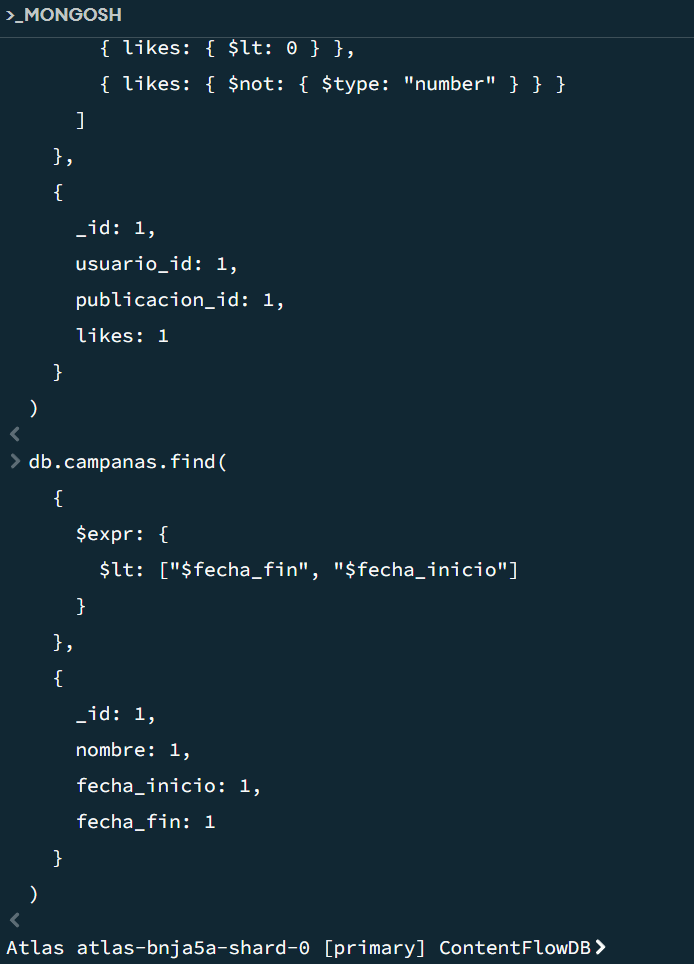 >_MONGOSH
{ likes: { $lt: 0 } },
{ likes: { $not: { $type: "number" } } }
]
},
{
_id: 1,
usuario_id: 1,
publicacion_id: 1,
likes: 1
}
)
<
> db.campanas.find(
{
$expr: {
$lt: ["$fecha_fin", "$fecha_inicio"]
}
},
{
_id: 1,
nombre: 1,
fecha_inicio: 1,
fecha_fin: 1
}
)
<
Atlas atlas-bnja5a-shard-0 [primary] ContentFlowDB>